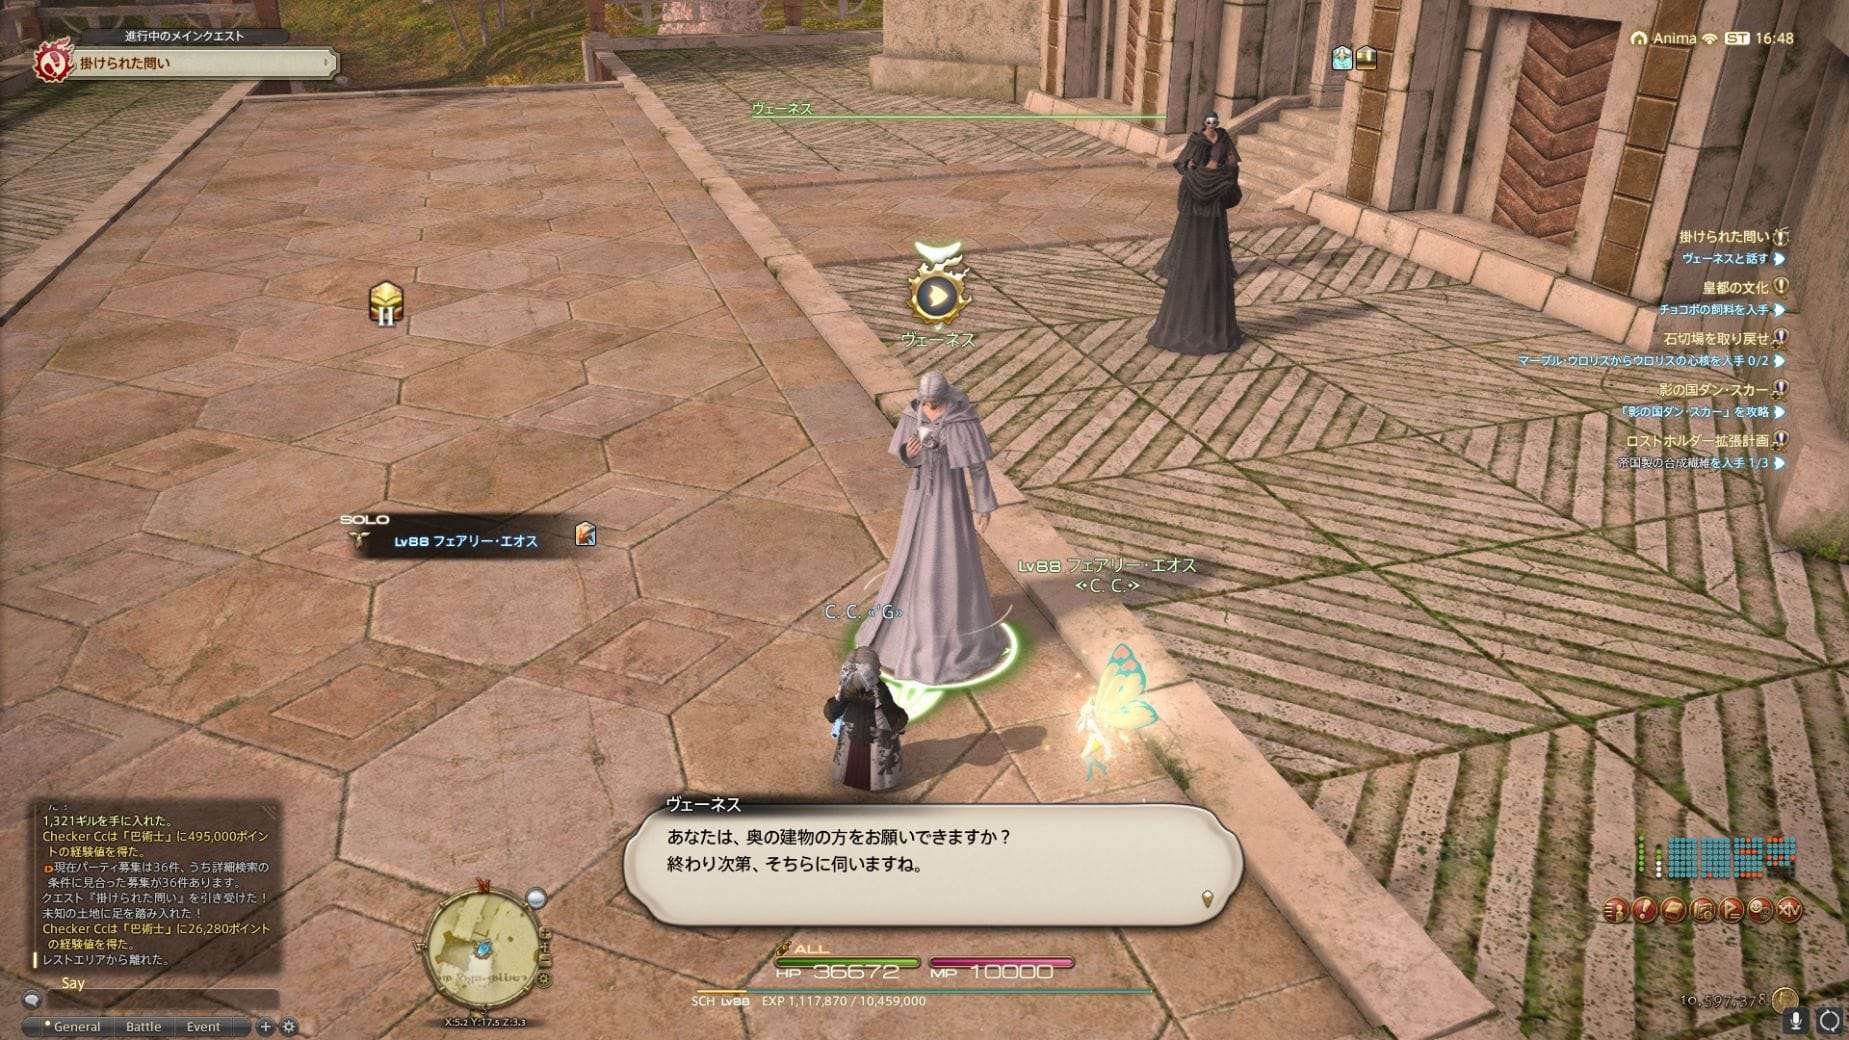 進行中のメインクエスト
掛けられた問い
Anima ST 16:48
ヴェーネス
掛けられた問い
ヴェーネスと話す
皇都の文化
チョコボの飼料を入手
石切場を取り戻せ
マーブル・ウロリスからウロリスの心核を入手 0/2
影の国ダン・スカー
「影の国ダン・スカー」を攻略
ロストホルダー拡張計画
帝国製の合成繊維を入手 1/3
II
ヴェーネス
SOLO
Lv88 フェアリー・エオス
Lv88 フェアリー・エオス
C. C.
C. C. «'G»
ヴェーネス
あなたは、奥の建物の方をお願いできますか？
終わり次第、そちらに伺いますね。
た！
1,321ギルを手に入れた。
Checker Ccは「巴術士」に495,000ポイン
トの経験値を得た。
現在パーティ募集は36件、うち詳細検索の
条件に見合った募集が36件あります。
クエスト『掛けられた問い』を引き受けた！
未知の土地に足を踏み入れた！
Checker Ccは「巴術士」に26,280ポイント
の経験値を得た。
レストエリアから離れた。
Say
General Battle Event
N
X:5.2 Y:17.5 Z:3.3
ALL
HP 36672 MP 10000
SCH Lv88 EXP 1,117,870 / 10,459,000
XIV
10,597,378